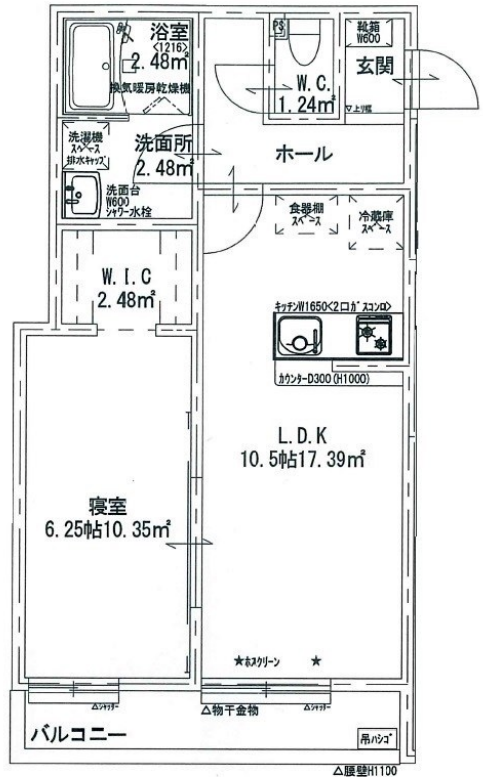 浴室
<1216>
2.48㎡
換気暖房乾燥機
PS
W.C.
1.24㎡
靴箱
W600
玄関
△上り框
洗濯機
スペース
排水キャップ
洗面所
2.48㎡
ホール
洗面台
W600
シャワー水栓
食器棚
スペース
冷蔵庫
スペース
W.I.C
2.48㎡
キッチンW1650<2口ガスコンロ>
カウンターD300(H1000)
L.D.K
10.5帖17.39㎡
寝室
6.25帖10.35㎡
★ホスクリーン ★
△シャッター
△物干金物
△シャッター
バルコニー
吊ハシゴ
△腰壁H1100